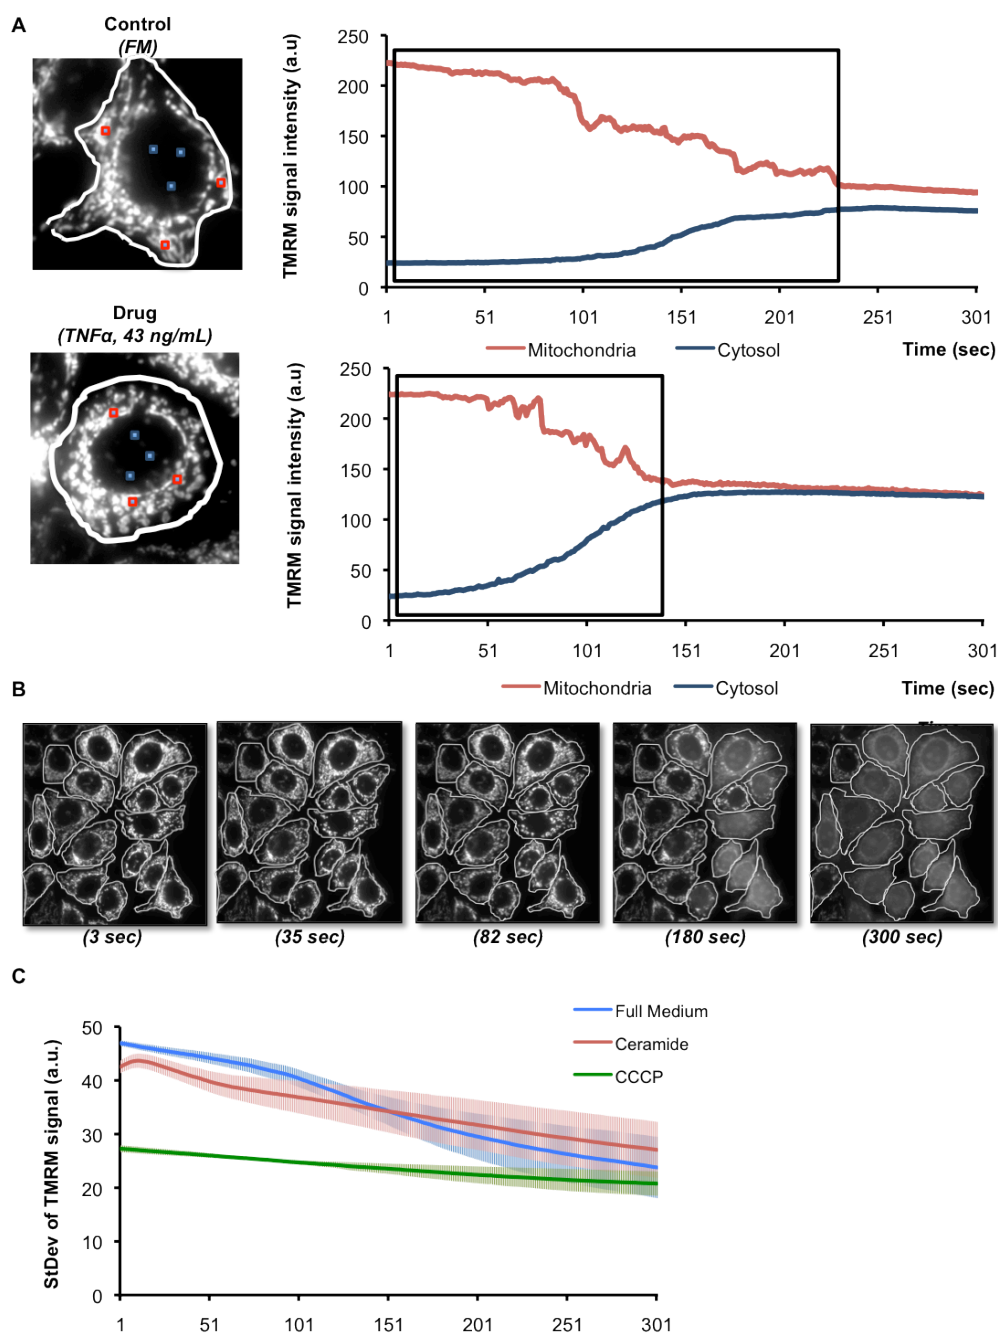 A
Control
(FM)
TMRM signal intensity (a.u)
250
200
150
100
50
0
1 51 101 151 201 251 301
Mitochondria Cytosol Time (sec)
Drug
(TNFα, 43 ng/mL)
TMRM signal intensity (a.u)
250
200
150
100
50
0
1 51 101 151 201 251 301
Mitochondria Cytosol Time (sec)
B
(3 sec) (35 sec) (82 sec) (180 sec) (300 sec)
C
StDev of TMRM signal (a.u.)
50
40
30
20
10
0
1 51 101 151 201 251 301
Full Medium
Ceramide
CCCP